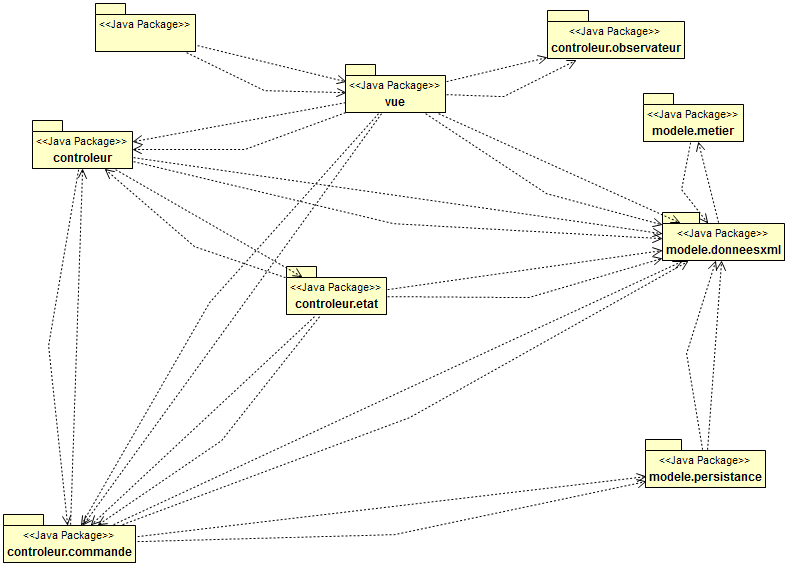 <<Java Package>>
<<Java Package>>
controleur.observateur
<<Java Package>>
vue
<<Java Package>>
modele.metier
<<Java Package>>
controleur
<<Java Package>>
modele.donneesxml
<<Java Package>>
controleur.etat
<<Java Package>>
modele.persistance
<<Java Package>>
controleur.commande